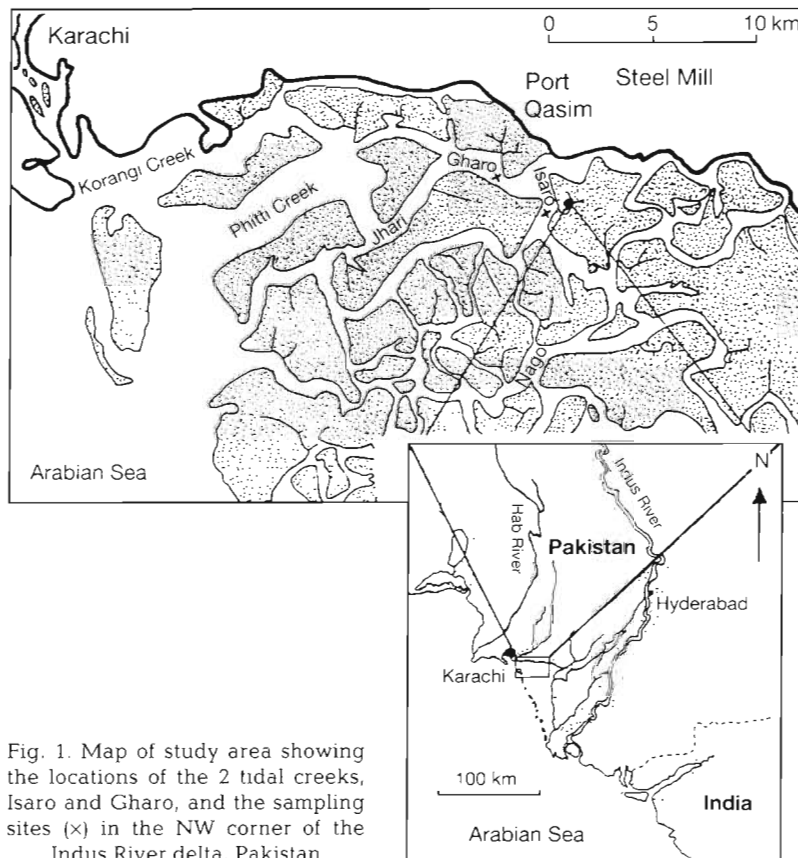 Karachi
0 5 10 km
Port
Qasim
Steel Mill
Korangi Creek
Gharo
Isaro
Phitti Creek
Jhari
Nago
Arabian Sea
N
Indus River
Hab River
Pakistan
Hyderabad
Karachi
100 km
India
Arabian Sea
Fig. 1. Map of study area showing
the locations of the 2 tidal creeks,
Isaro and Gharo, and the sampling
sites (×) in the NW corner of the
Indus River delta, Pakistan